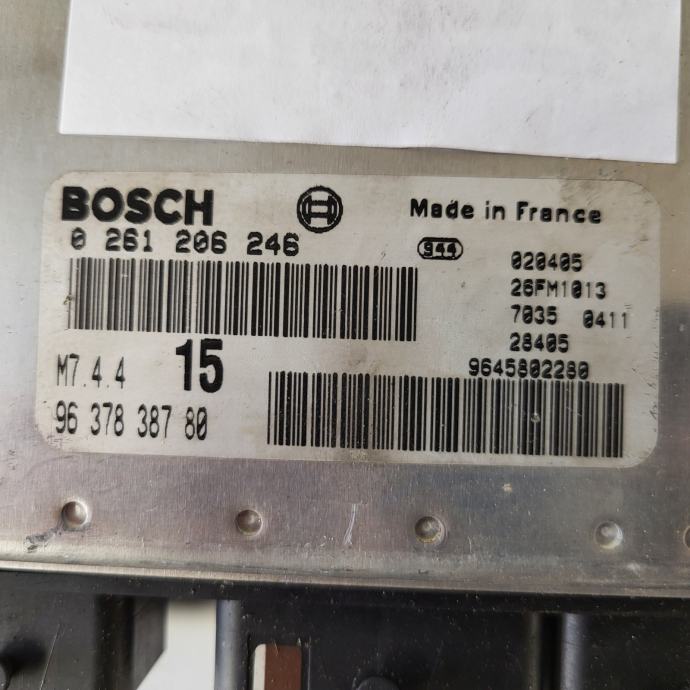 BOSCH
Made in France
0 261 206 246
944
020405
26FM1013
7035 0411
28405
9645802280
M7.4.4 15
96 378 387 80